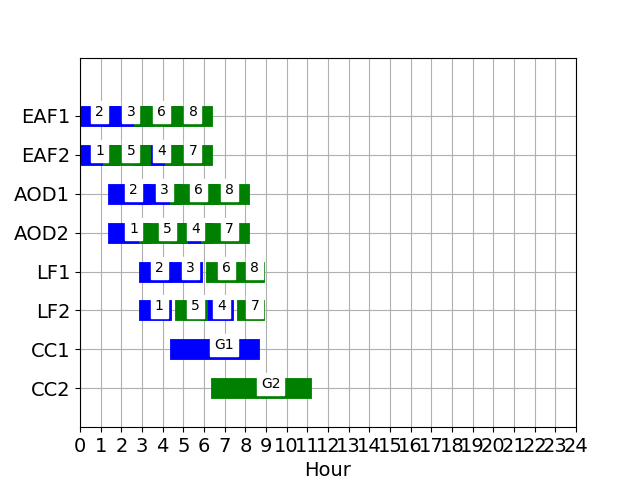 EAF1 2 3 6 8
EAF2 1 5 4 7
AOD1 2 3 6 8
AOD2 1 5 4 7
LF1 2 3 6 8
LF2 1 5 4 7
CC1 G1
CC2 G2
0 1 2 3 4 5 6 7 8 9 10 11 12 13 14 15 16 17 18 19 20 21 22 23 24
Hour